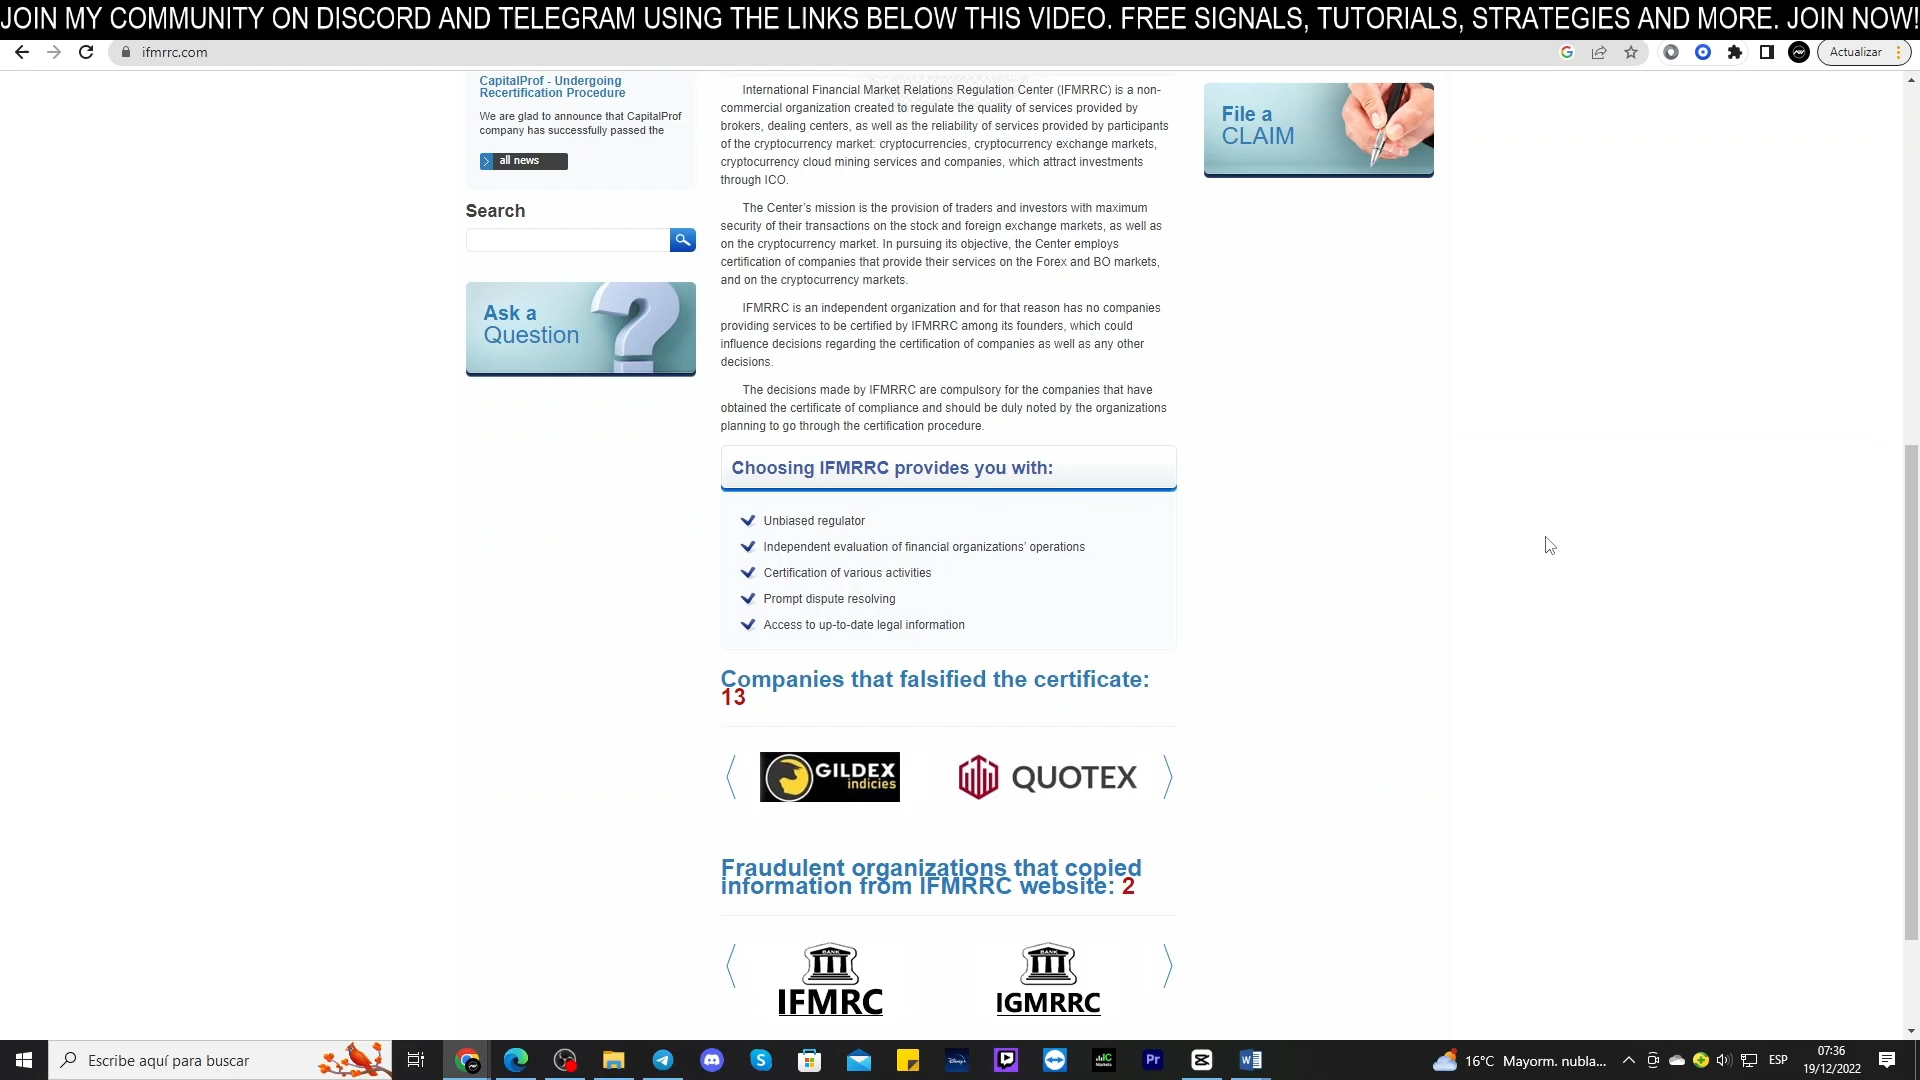 JOIN MY COMMUNITY ON DISCORD AND TELEGRAM USING THE LINKS BELOW THIS VIDEO. FREE SIGNALS, TUTORIALS, STRATEGIES AND MORE. JOIN NOW!
ifmrrc.com
Actualizar
CapitalProf - Undergoing
Recertification Procedure
We are glad to announce that CapitalProf
company has successfully passed the
all news
Search
Ask a
Question
International Financial Market Relations Regulation Center (IFMRRC) is a non-
commercial organization created to regulate the quality of services provided by
brokers, dealing centers, as well as the reliability of services provided by participants
of the cryptocurrency market: cryptocurrencies, cryptocurrency exchange markets,
cryptocurrency cloud mining services and companies, which attract investments
through ICO.
The Center's mission is the provision of traders and investors with maximum
security of their transactions on the stock and foreign exchange markets, as well as
on the cryptocurrency market. In pursuing its objective, the Center employs
certification of companies that provide their services on the Forex and BO markets,
and on the cryptocurrency markets.
IFMRRC is an independent organization and for that reason has no companies
providing services to be certified by IFMRRC among its founders, which could
influence decisions regarding the certification of companies as well as any other
decisions.
The decisions made by IFMRRC are compulsory for the companies that have
obtained the certificate of compliance and should be duly noted by the organizations
planning to go through the certification procedure.
Choosing IFMRRC provides you with:
Unbiased regulator
Independent evaluation of financial organizations' operations
Certification of various activities
Prompt dispute resolving
Access to up-to-date legal information
Companies that falsified the certificate:
13
GILDEX
indicies
QUOTEX
Fraudulent organizations that copied
information from IFMRRC website: 2
BANK
IFMRC
BANK
IGMRRC
File a
CLAIM
Escribe aquí para buscar
Pr
16°C Mayorm. nubla...
ESP
07:36
19/12/2022